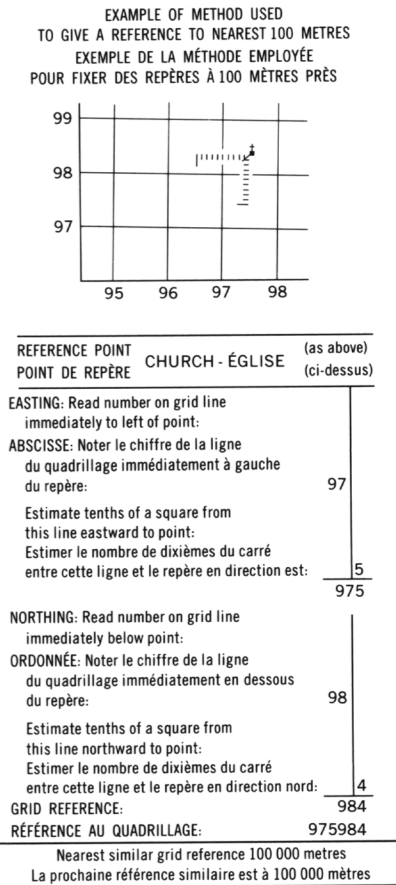 EXAMPLE OF METHOD USED
TO GIVE A REFERENCE TO NEAREST 100 METRES
EXEMPLE DE LA MÉTHODE EMPLOYÉE
POUR FIXER DES REPÈRES À 100 MÈTRES PRÈS
99
98
97
95 96 97 98
REFERENCE POINT
POINT DE REPÈRE
CHURCH - ÉGLISE
(as above)
(ci-dessus)
EASTING: Read number on grid line
immediately to left of point:
ABSCISSE: Noter le chiffre de la ligne
du quadrillage immédiatement à gauche
du repère: 97
Estimate tenths of a square from
this line eastward to point:
Estimer le nombre de dixièmes du carré
entre cette ligne et le repère en direction est: 5
975
NORTHING: Read number on grid line
immediately below point:
ORDONNÉE: Noter le chiffre de la ligne
du quadrillage immédiatement en dessous
du repère: 98
Estimate tenths of a square from
this line northward to point:
Estimer le nombre de dixièmes du carré
entre cette ligne et le repère en direction nord: 4
GRID REFERENCE: 984
RÉFÉRENCE AU QUADRILLAGE: 975984
Nearest similar grid reference 100 000 metres
La prochaine référence similaire est à 100 000 mètres